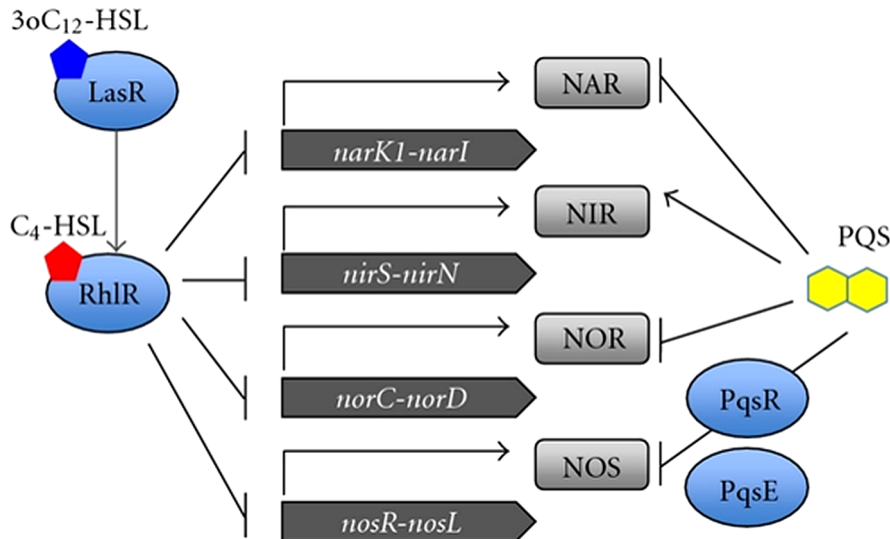 3oC₁₂-HSL
LasR
C₄-HSL
RhlR
NAR
narK1-narI
NIR
nirS-nirN
NOR
norC-norD
NOS
nosR-nosL
PQS
PqsR
PqsE